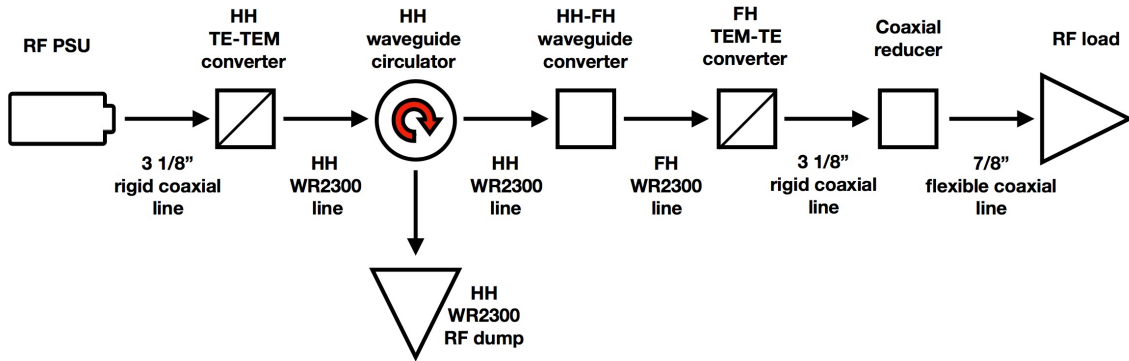 RF PSU
HH
TE-TEM
converter
HH
waveguide
circulator
HH-FH
waveguide
converter
FH
TEM-TE
converter
Coaxial
reducer
RF load
3 1/8”
rigid coaxial
line
HH
WR2300
line
HH
WR2300
line
FH
WR2300
line
3 1/8”
rigid coaxial
line
7/8”
flexible coaxial
line
HH
WR2300
RF dump